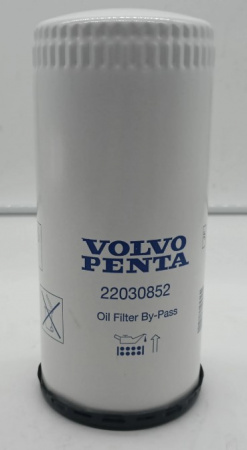 VOLVO
PENTA
22030852
Oil Filter By-Pass